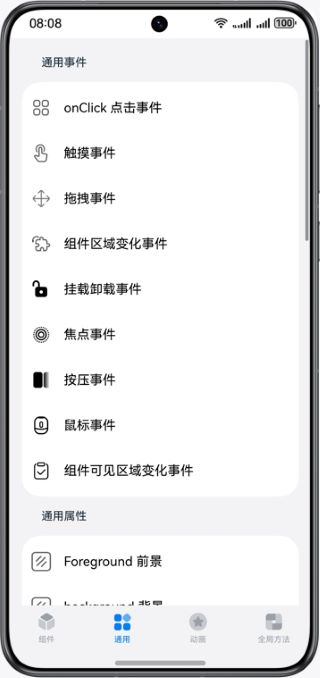 08:08
100
通用事件
onClick 点击事件
触摸事件
拖拽事件
组件区域变化事件
挂载卸载事件
焦点事件
按压事件
鼠标事件
组件可见区域变化事件
通用属性
Foreground 前景
background 背景
组件
通用
动画
全局方法